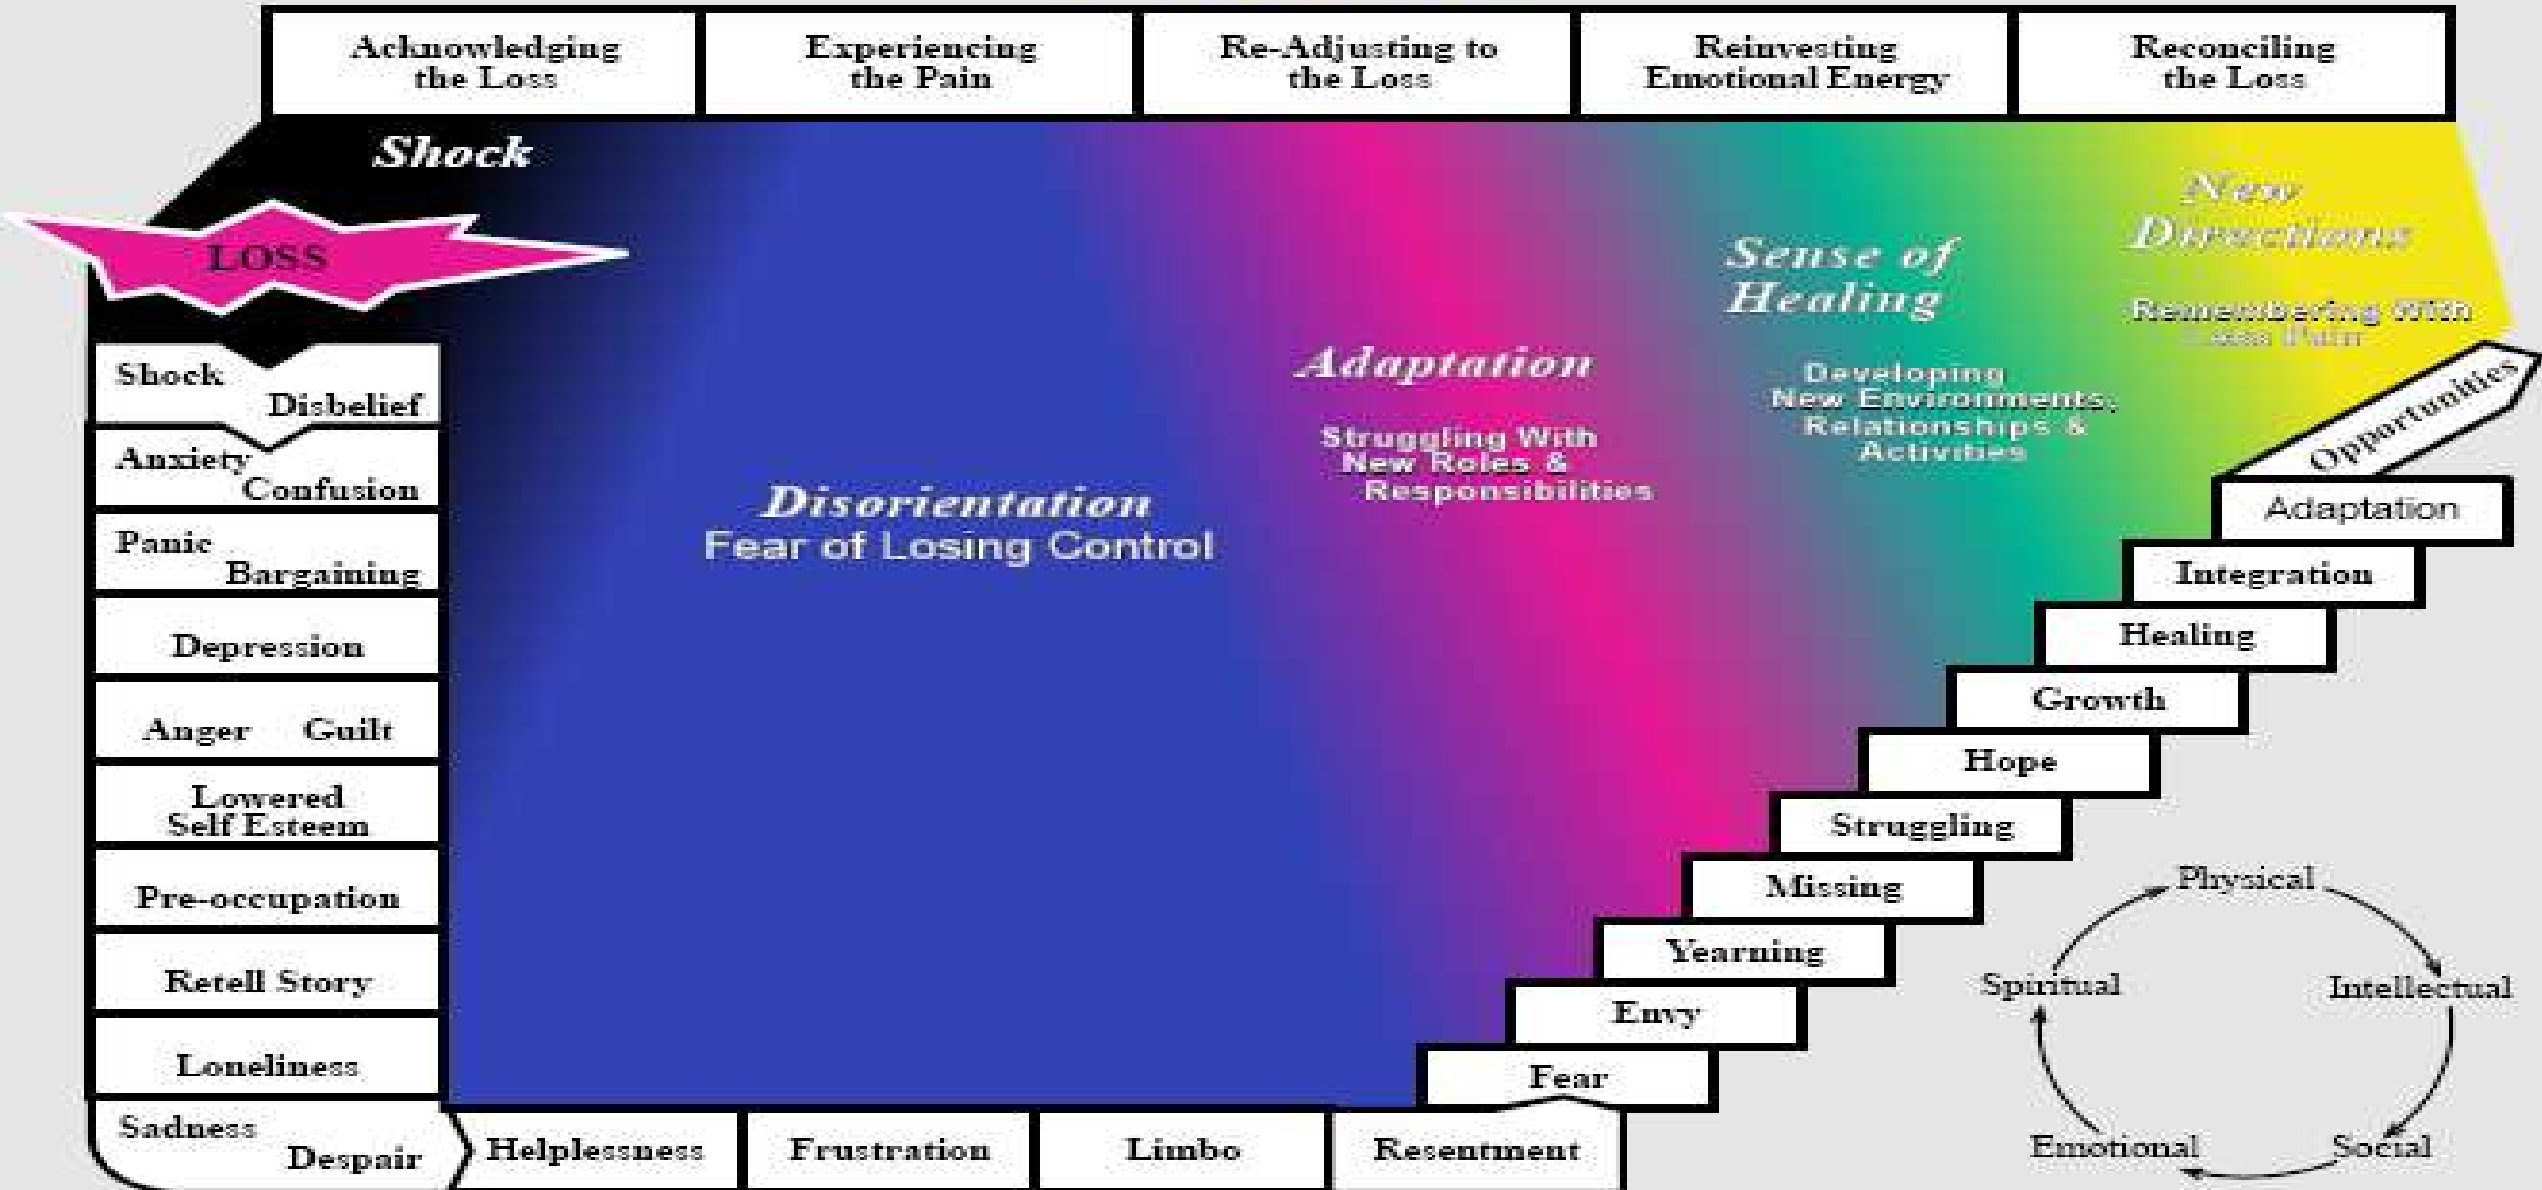 Acknowledging
the Loss
Experiencing
the Pain
Re-Adjusting to
the Loss
Reinvesting
Emotional Energy
Reconciling
the Loss
Shock
LOSS
New
Directions
Remembering With
Less Pain
Sense of
Healing
Developing
New Environments,
Relationships &
Activities
Adaptation
Struggling With
New Roles &
Responsibilities
Disorientation
Fear of Losing Control
Shock
Disbelief
Anxiety
Confusion
Panic
Bargaining
Depression
Anger Guilt
Lowered
Self Esteem
Pre-occupation
Retell Story
Loneliness
Sadness
Despair
Helplessness
Frustration
Limbo
Resentment
Fear
Envy
Yearning
Missing
Struggling
Hope
Growth
Healing
Integration
Adaptation
Opportunities
Physical
Intellectual
Social
Emotional
Spiritual